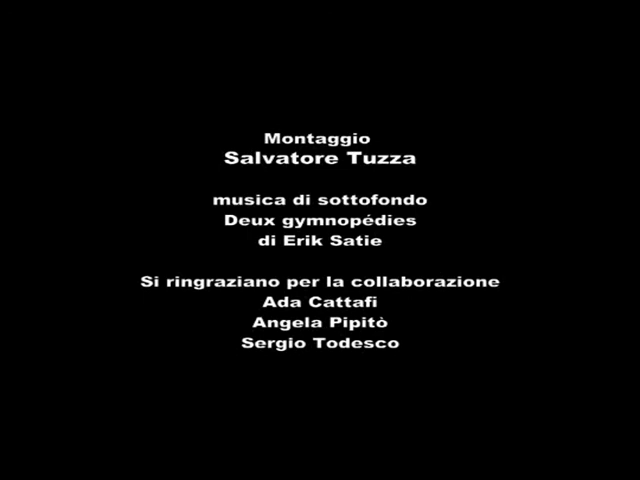 Montaggio
Salvatore Tuzza
musica di sottofondo
Deux gymnopédies
di Erik Satie
Si ringraziano per la collaborazione
Ada Cattafi
Angela Pipitò
Sergio Todesco